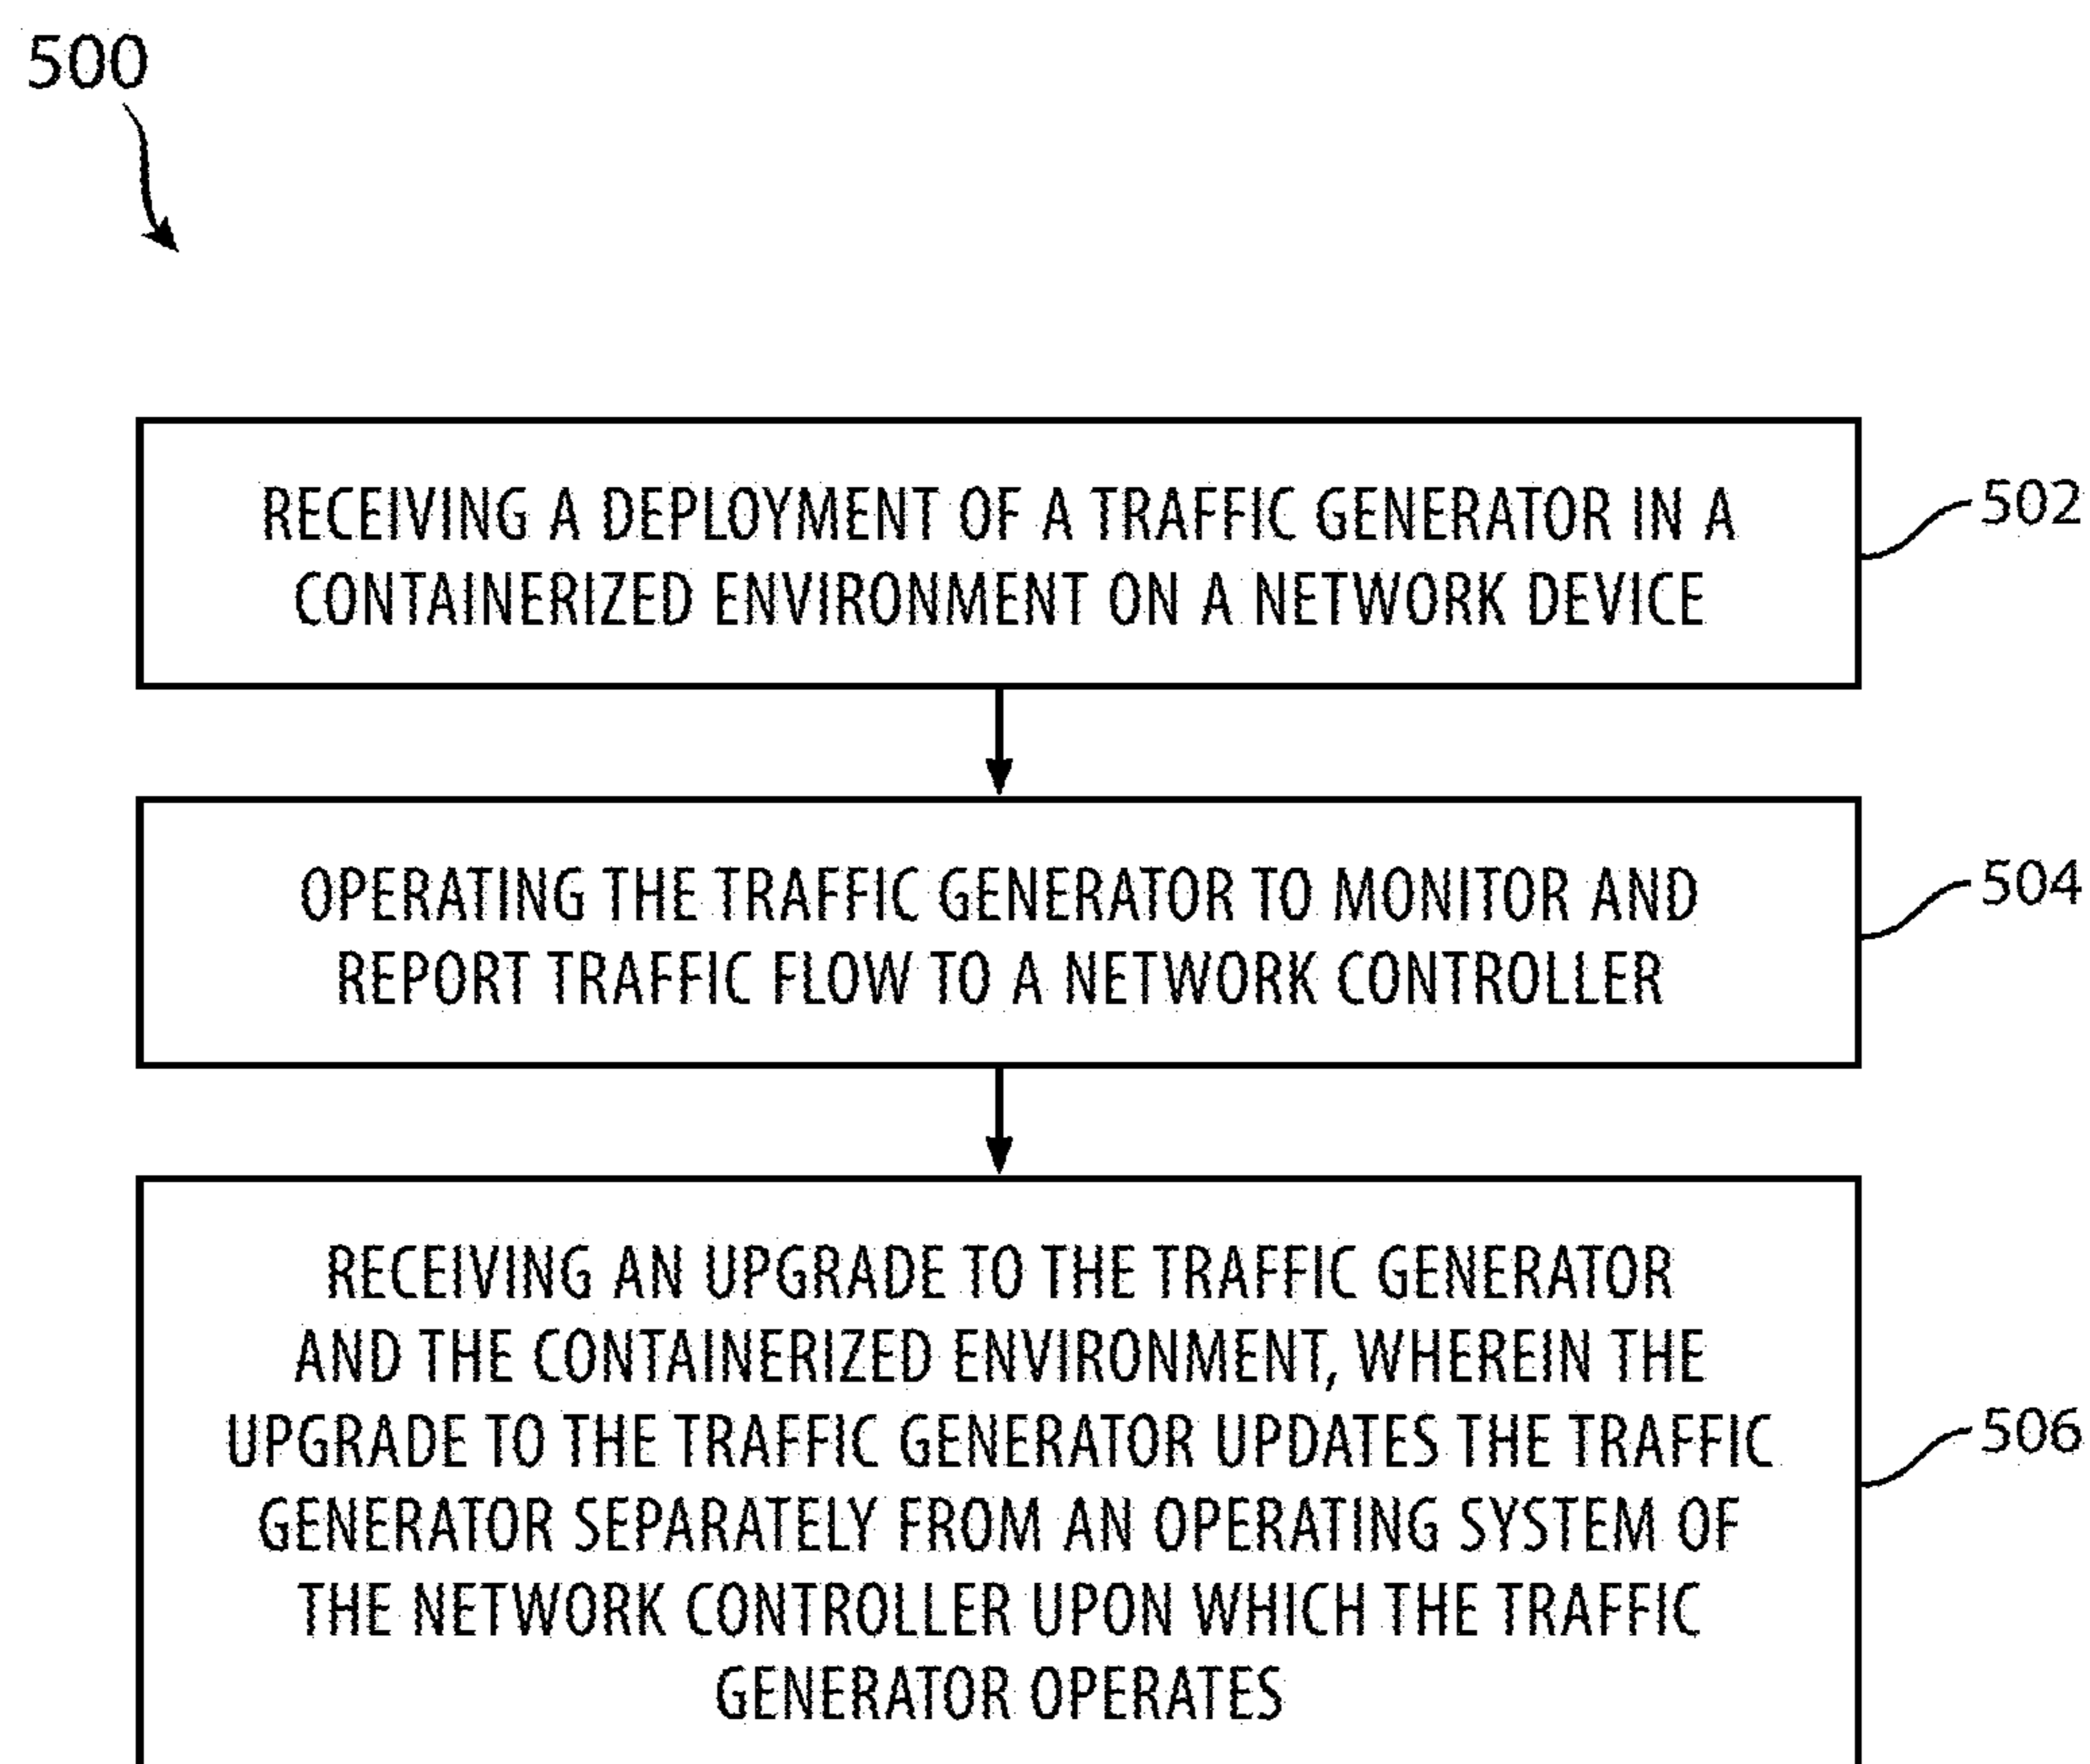 500
RECEIVING A DEPLOYMENT OF A TRAFFIC GENERATOR IN A
CONTAINERIZED ENVIRONMENT ON A NETWORK DEVICE
502
OPERATING THE TRAFFIC GENERATOR TO MONITOR AND
REPORT TRAFFIC FLOW TO A NETWORK CONTROLLER
504
RECEIVING AN UPGRADE TO THE TRAFFIC GENERATOR
AND THE CONTAINERIZED ENVIRONMENT, WHEREIN THE
UPGRADE TO THE TRAFFIC GENERATOR UPDATES THE TRAFFIC
GENERATOR SEPARATELY FROM AN OPERATING SYSTEM OF
THE NETWORK CONTROLLER UPON WHICH THE TRAFFIC
GENERATOR OPERATES
506